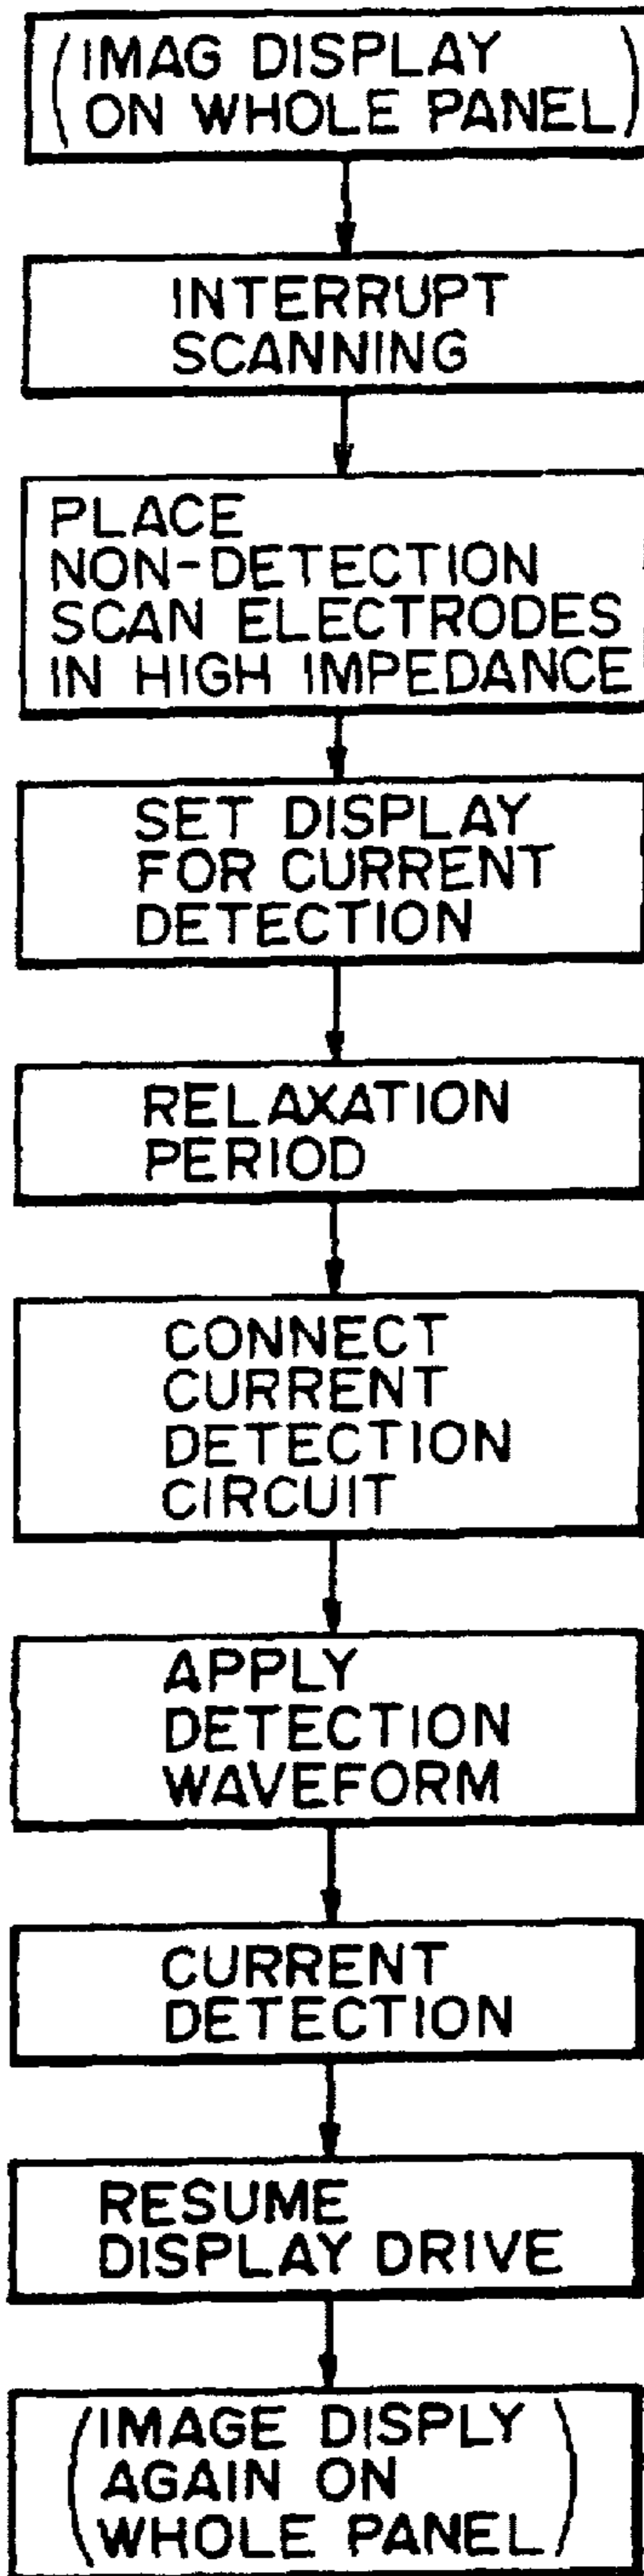 (IMAG DISPLAY
ON WHOLE PANEL)
INTERRUPT
SCANNING
PLACE
NON-DETECTION
SCAN ELECTRODES
IN HIGH IMPEDANCE
SET DISPLAY
FOR CURRENT
DETECTION
RELAXATION
PERIOD
CONNECT
CURRENT
DETECTION
CIRCUIT
APPLY
DETECTION
WAVEFORM
CURRENT
DETECTION
RESUME
DISPLAY DRIVE
(IMAGE DISPLY
AGAIN ON
WHOLE PANEL)